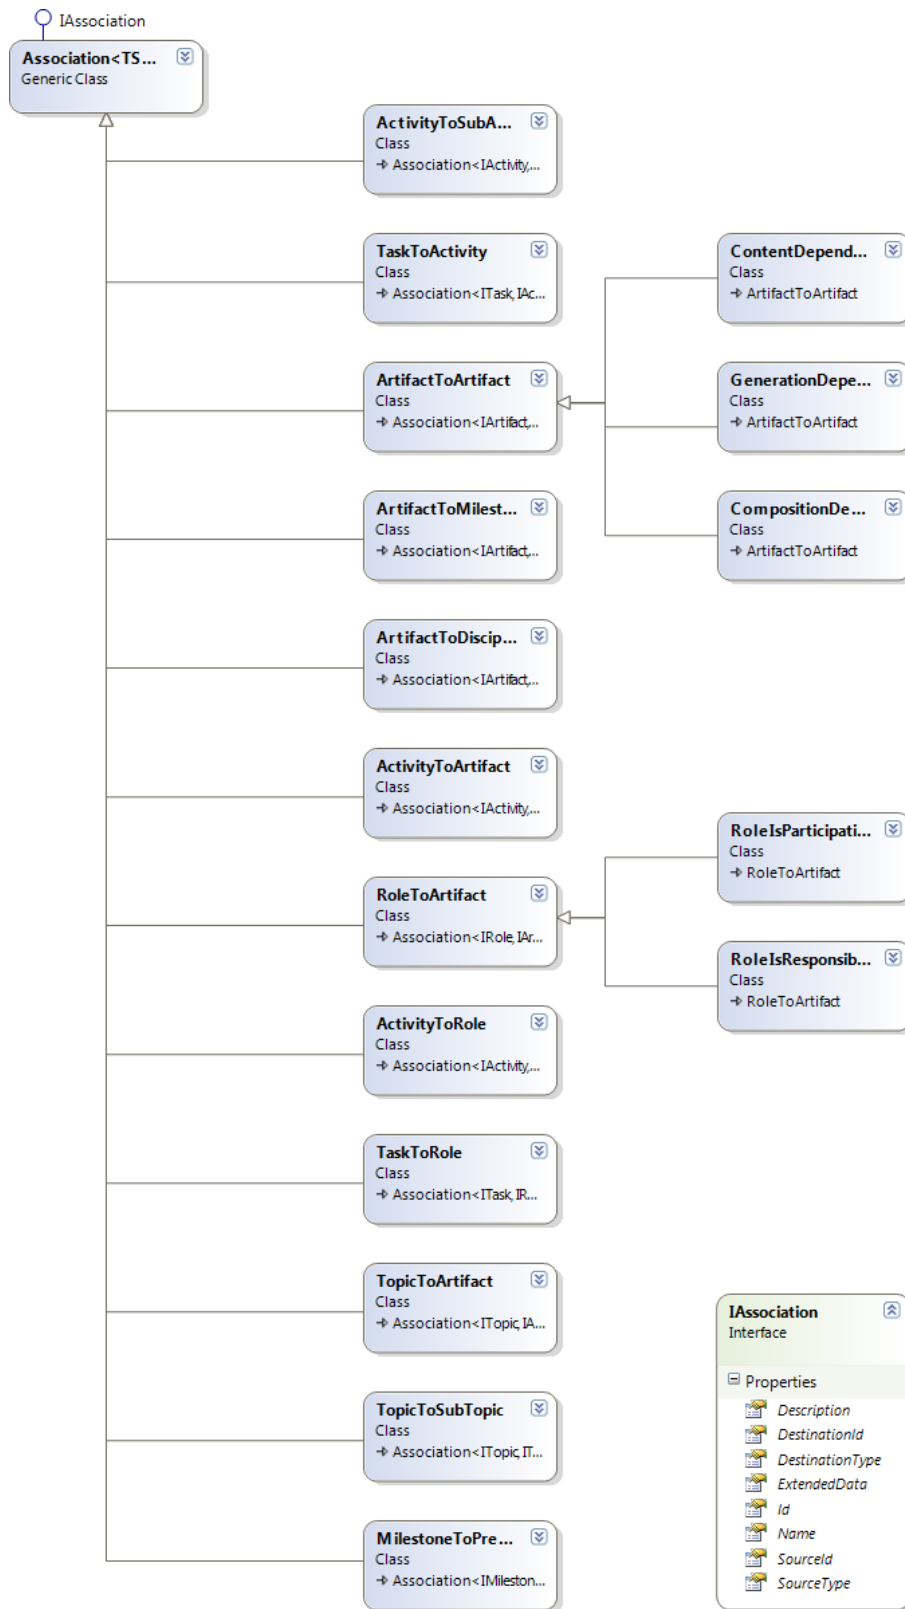 IAssociation
Association<TS...
Generic Class
ActivityToSubA...
Class
Association<IActivity,...
TaskToActivity
Class
Association<ITask, IAc...
ArtifactToArtifact
Class
Association<IArtifact,...
ArtifactToMilest...
Class
Association<IArtifact,...
ArtifactToDiscip...
Class
Association<IArtifact,...
ActivityToArtifact
Class
Association<IActivity,...
RoleToArtifact
Class
Association<IRole, IAr...
ActivityToRole
Class
Association<IActivity,...
TaskToRole
Class
Association<ITask, IR...
TopicToArtifact
Class
Association<ITopic, IA...
TopicToSubTopic
Class
Association<ITopic, IT...
MilestoneToPre...
Class
Association<IMileston...
ContentDepend...
Class
ArtifactToArtifact
GenerationDepe...
Class
ArtifactToArtifact
CompositionDe...
Class
ArtifactToArtifact
RoleIsParticipati...
Class
RoleToArtifact
RoleIsResponsib...
Class
RoleToArtifact
IAssociation
Interface
Properties
Description
DestinationId
DestinationType
ExtendedData
Id
Name
SourceId
SourceType